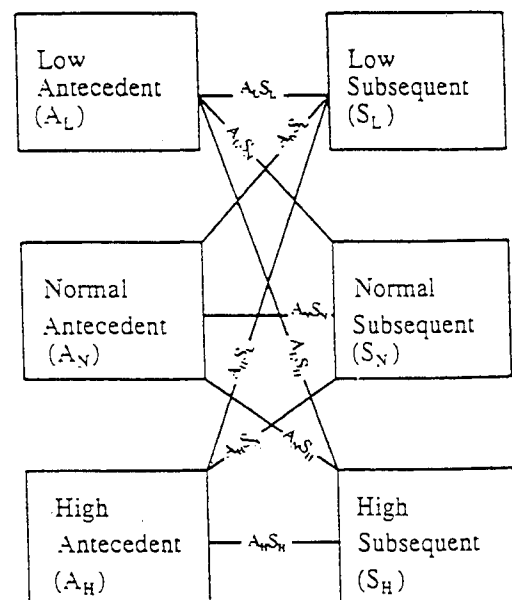 Low
Antecedent
(A_L)
Low
Subsequent
(S_L)
A_LS_L
Normal
Antecedent
(A_N)
Normal
Subsequent
(S_N)
A_NS_N
High
Antecedent
(A_H)
High
Subsequent
(S_H)
A_HS_H
A_NS_H